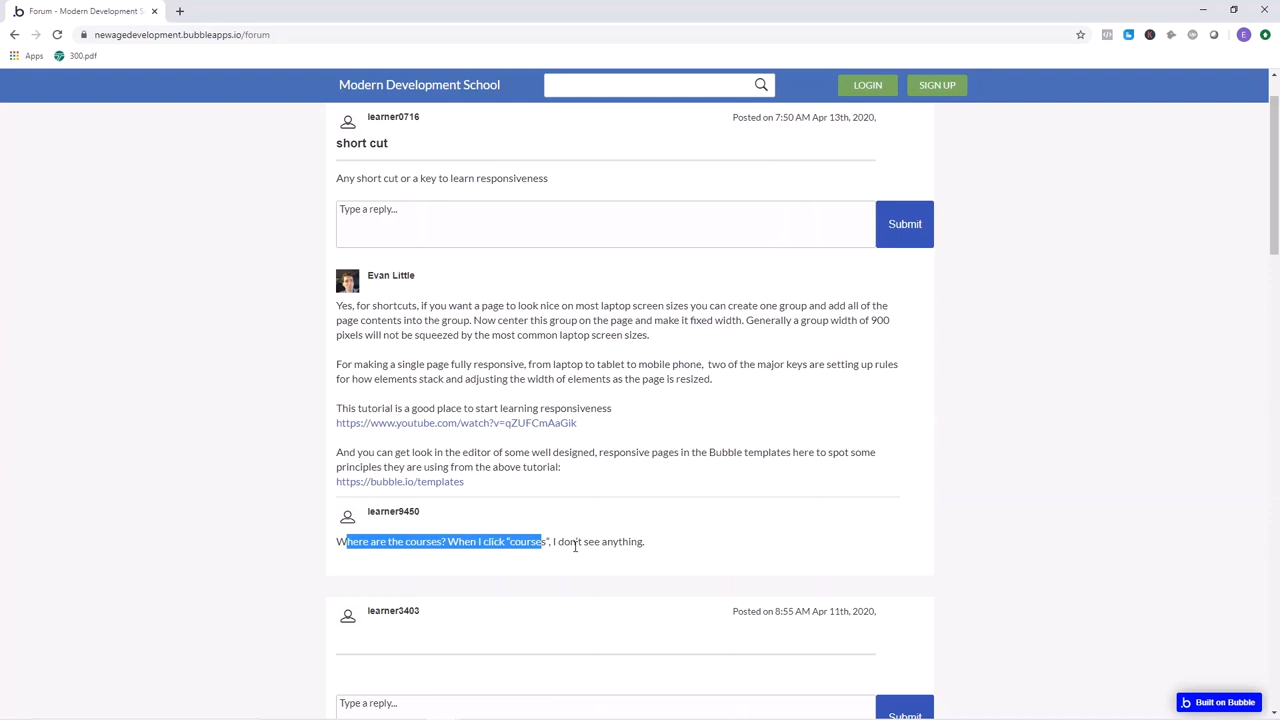 Forum - Modern Development S
newagedevelopment.bubbleapps.io/forum
E
Apps
300.pdf
Modern Development School
LOGIN
SIGN UP
learner0716
Posted on 7:50 AM Apr 13th, 2020,
short cut
Any short cut or a key to learn responsiveness
Type a reply...
Submit
Evan Little
Yes, for shortcuts, if you want a page to look nice on most laptop screen sizes you can create one group and add all of the
page contents into the group. Now center this group on the page and make it fixed width. Generally a group width of 900
pixels will not be squeezed by the most common laptop screen sizes.
For making a single page fully responsive, from laptop to tablet to mobile phone, two of the major keys are setting up rules
for how elements stack and adjusting the width of elements as the page is resized.
This tutorial is a good place to start learning responsiveness
https://www.youtube.com/watch?v=qZUFCmAaGik
And you can get look in the editor of some well designed, responsive pages in the Bubble templates here to spot some
principles they are using from the above tutorial:
https://bubble.io/templates
learner9450
Where are the courses? When I click “courses”, I don't see anything.
learner3403
Posted on 8:55 AM Apr 11th, 2020,
Type a reply...
Submit
Built on Bubble